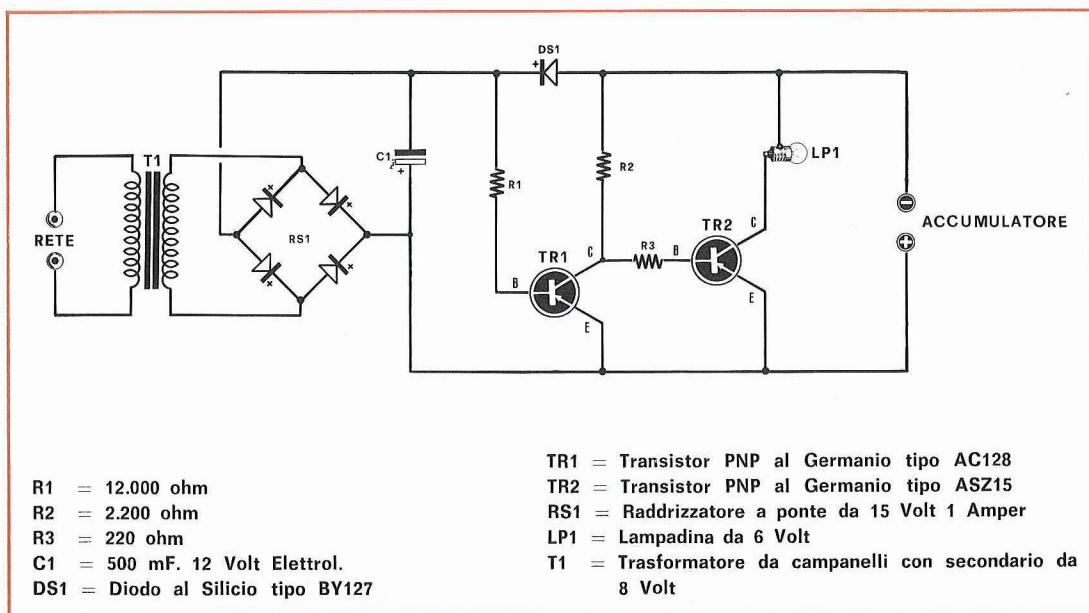 DS1
+
T1
C1
+
R1
R2
LP1
RETE
RS1
TR1
C
R3
B
TR2
C
ACCUMULATORE
B
E
E
R1 = 12.000 ohm
R2 = 2.200 ohm
R3 = 220 ohm
C1 = 500 mF. 12 Volt Elettrol.
DS1 = Diodo al Silicio tipo BY127
TR1 = Transistor PNP al Germanio tipo AC128
TR2 = Transistor PNP al Germanio tipo ASZ15
RS1 = Raddrizzatore a ponte da 15 Volt 1 Amper
LP1 = Lampadina da 6 Volt
T1 = Trasformatore da campanelli con secondario da
8 Volt